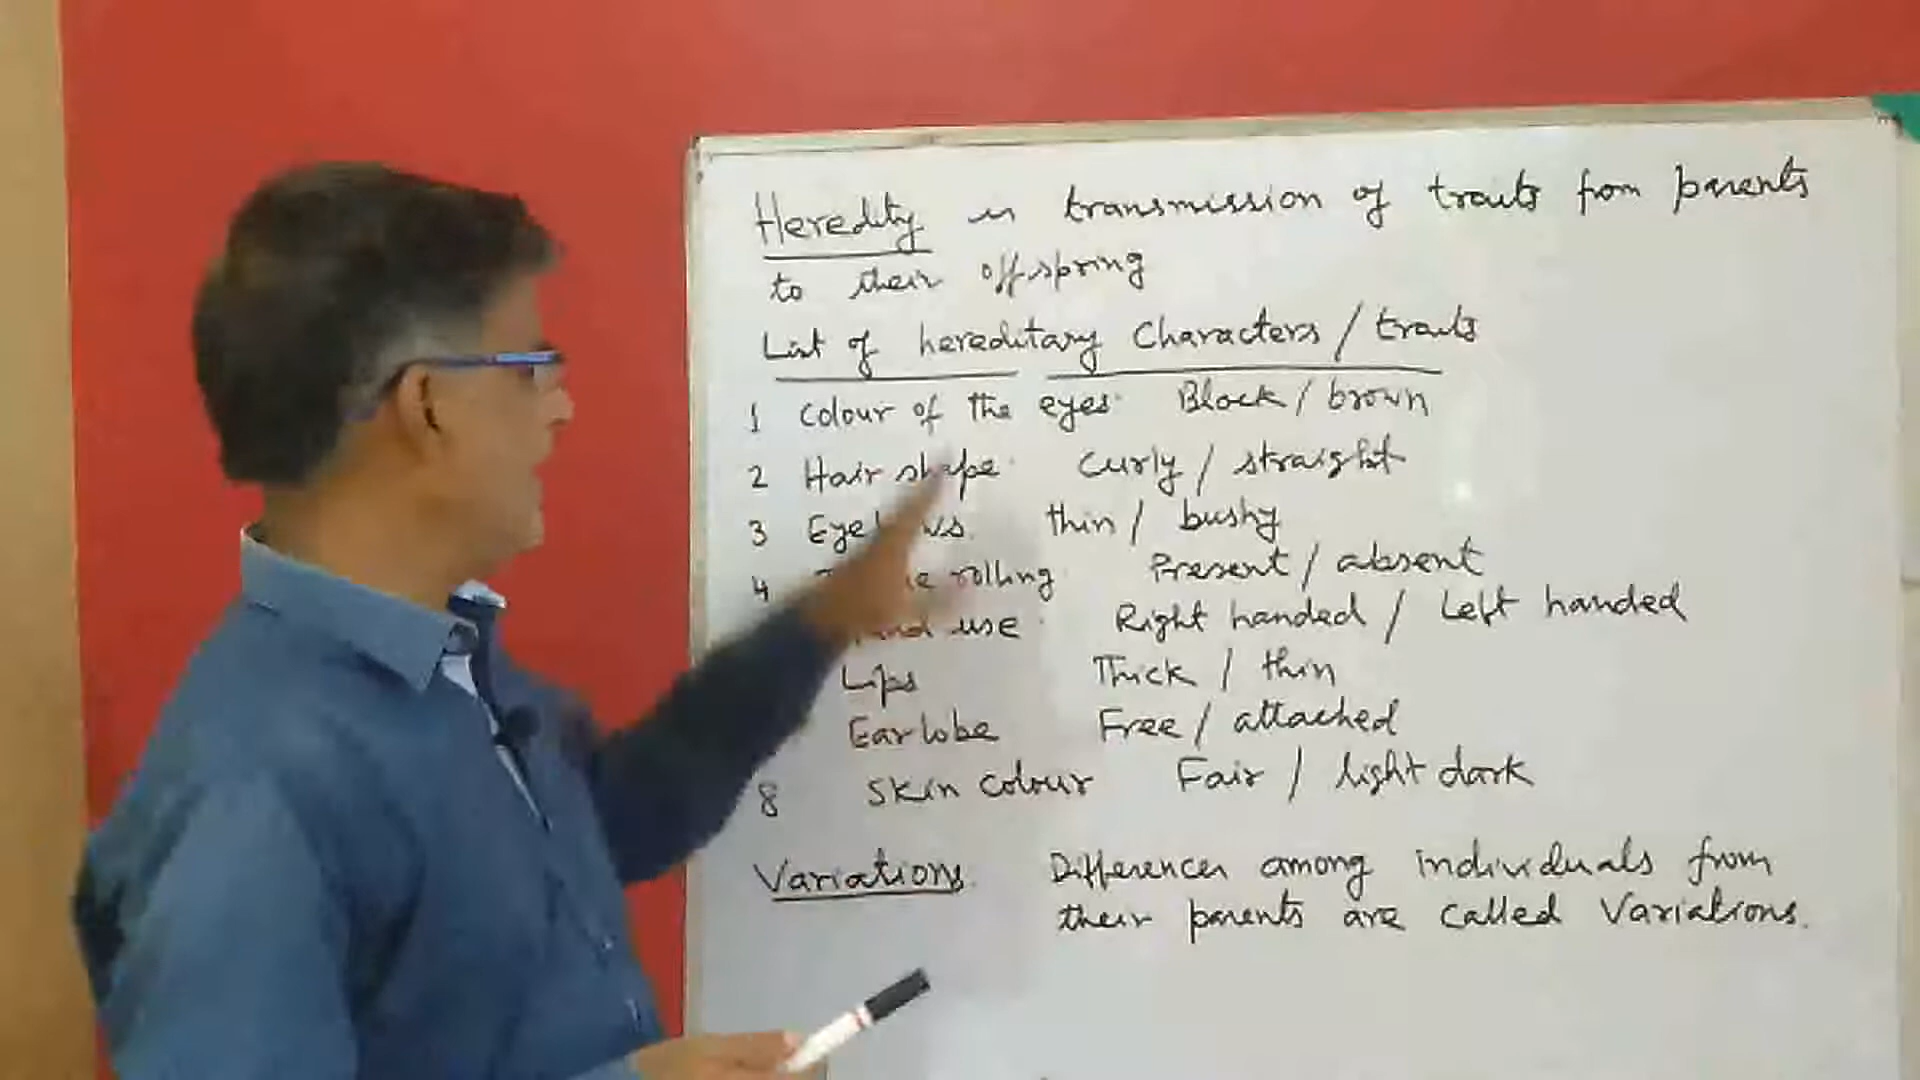 Heredity is transmission of traits from parents
to their offspring
List of hereditary Characters / traits
1 Colour of the eyes Black / brown
2 Hair shape Curly / straight
3 thin / bushy
4 rolling Present / absent
use Right handed / Left handed
Lips Thick / thin
Earlobe Free / attached
8 Skin Colour Fair / light dark
Variations Differences among individuals from
their parents are called Variations.